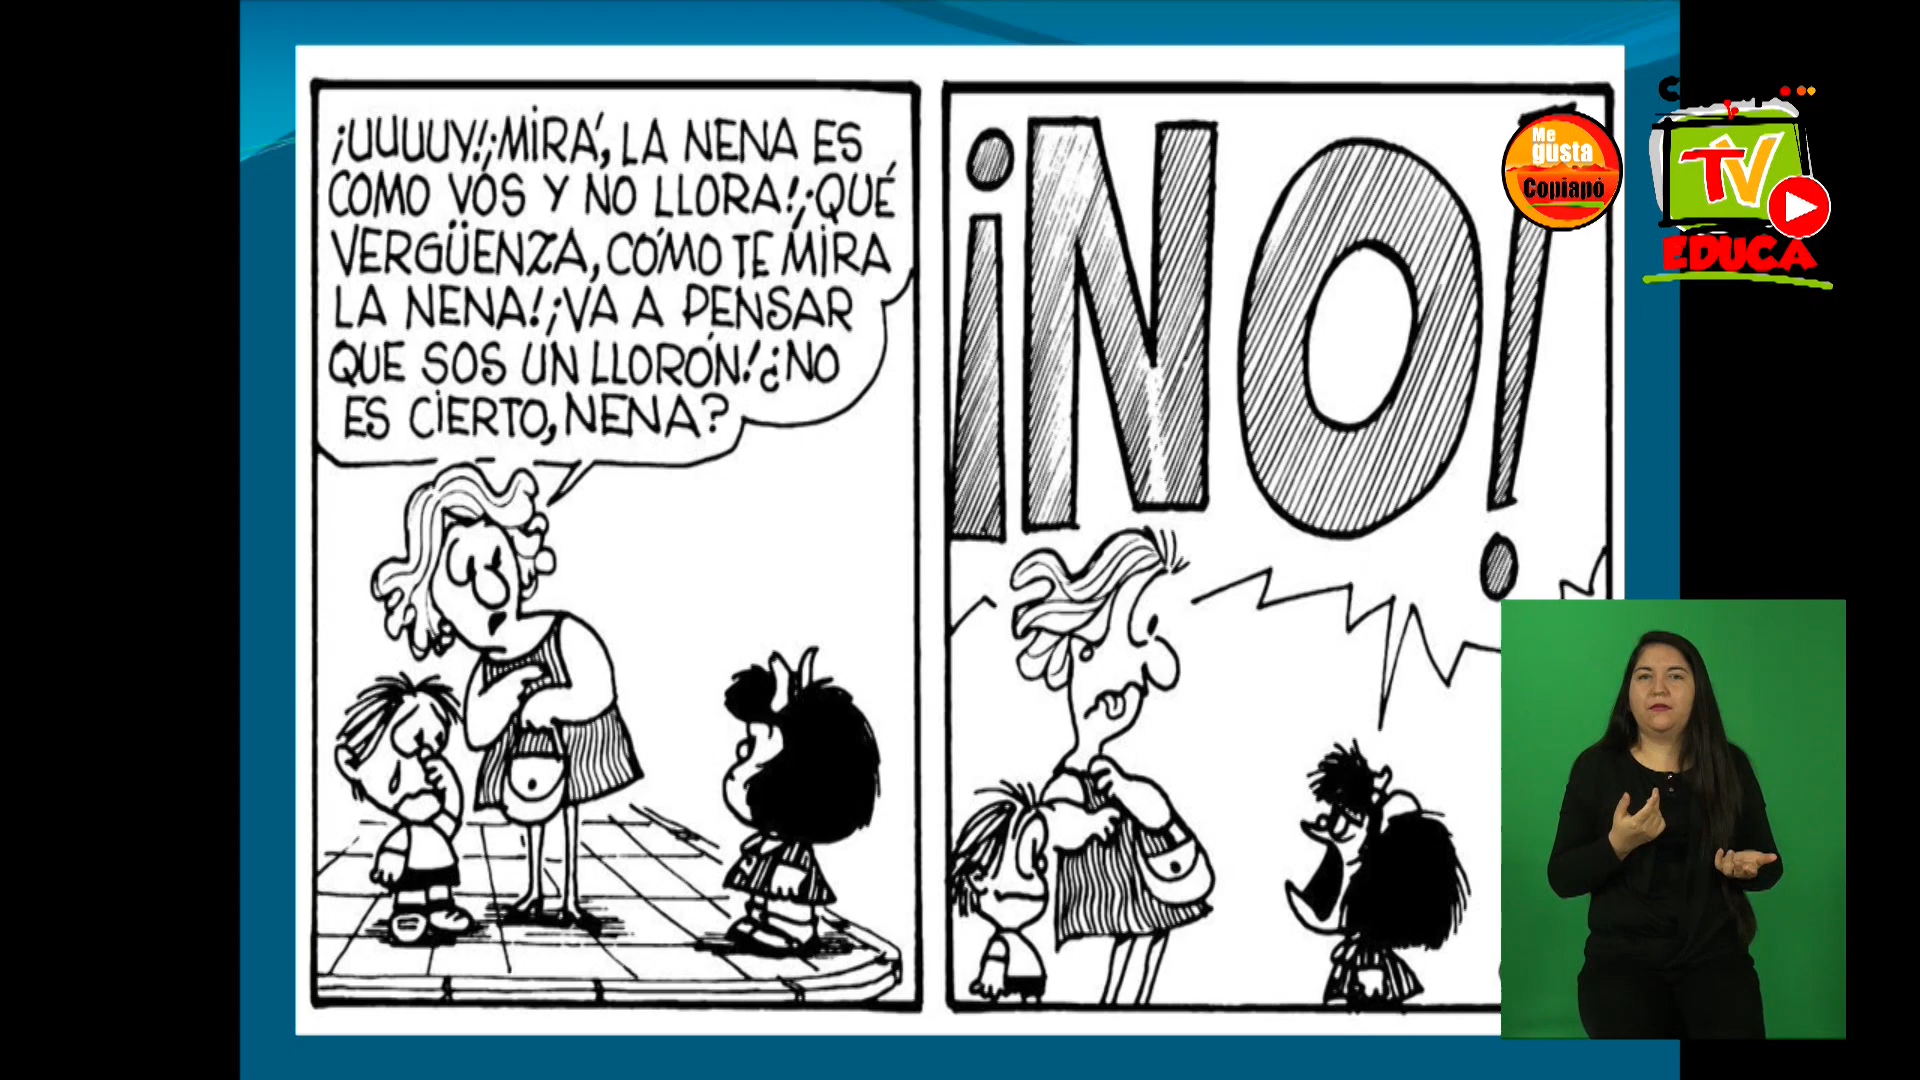 ¡UUUUY!¡MIRÁ, LA NENA ES
COMO VOS Y NO LLORA!¡QUÉ
VERGÜENZA, CÓMO TE MIRA
LA NENA!¡VA A PENSAR
QUE SOS UN LLORÓN!¿NO
ES CIERTO, NENA?
¡NO!
Me
gusta
Copiapó
TV
EDUCA